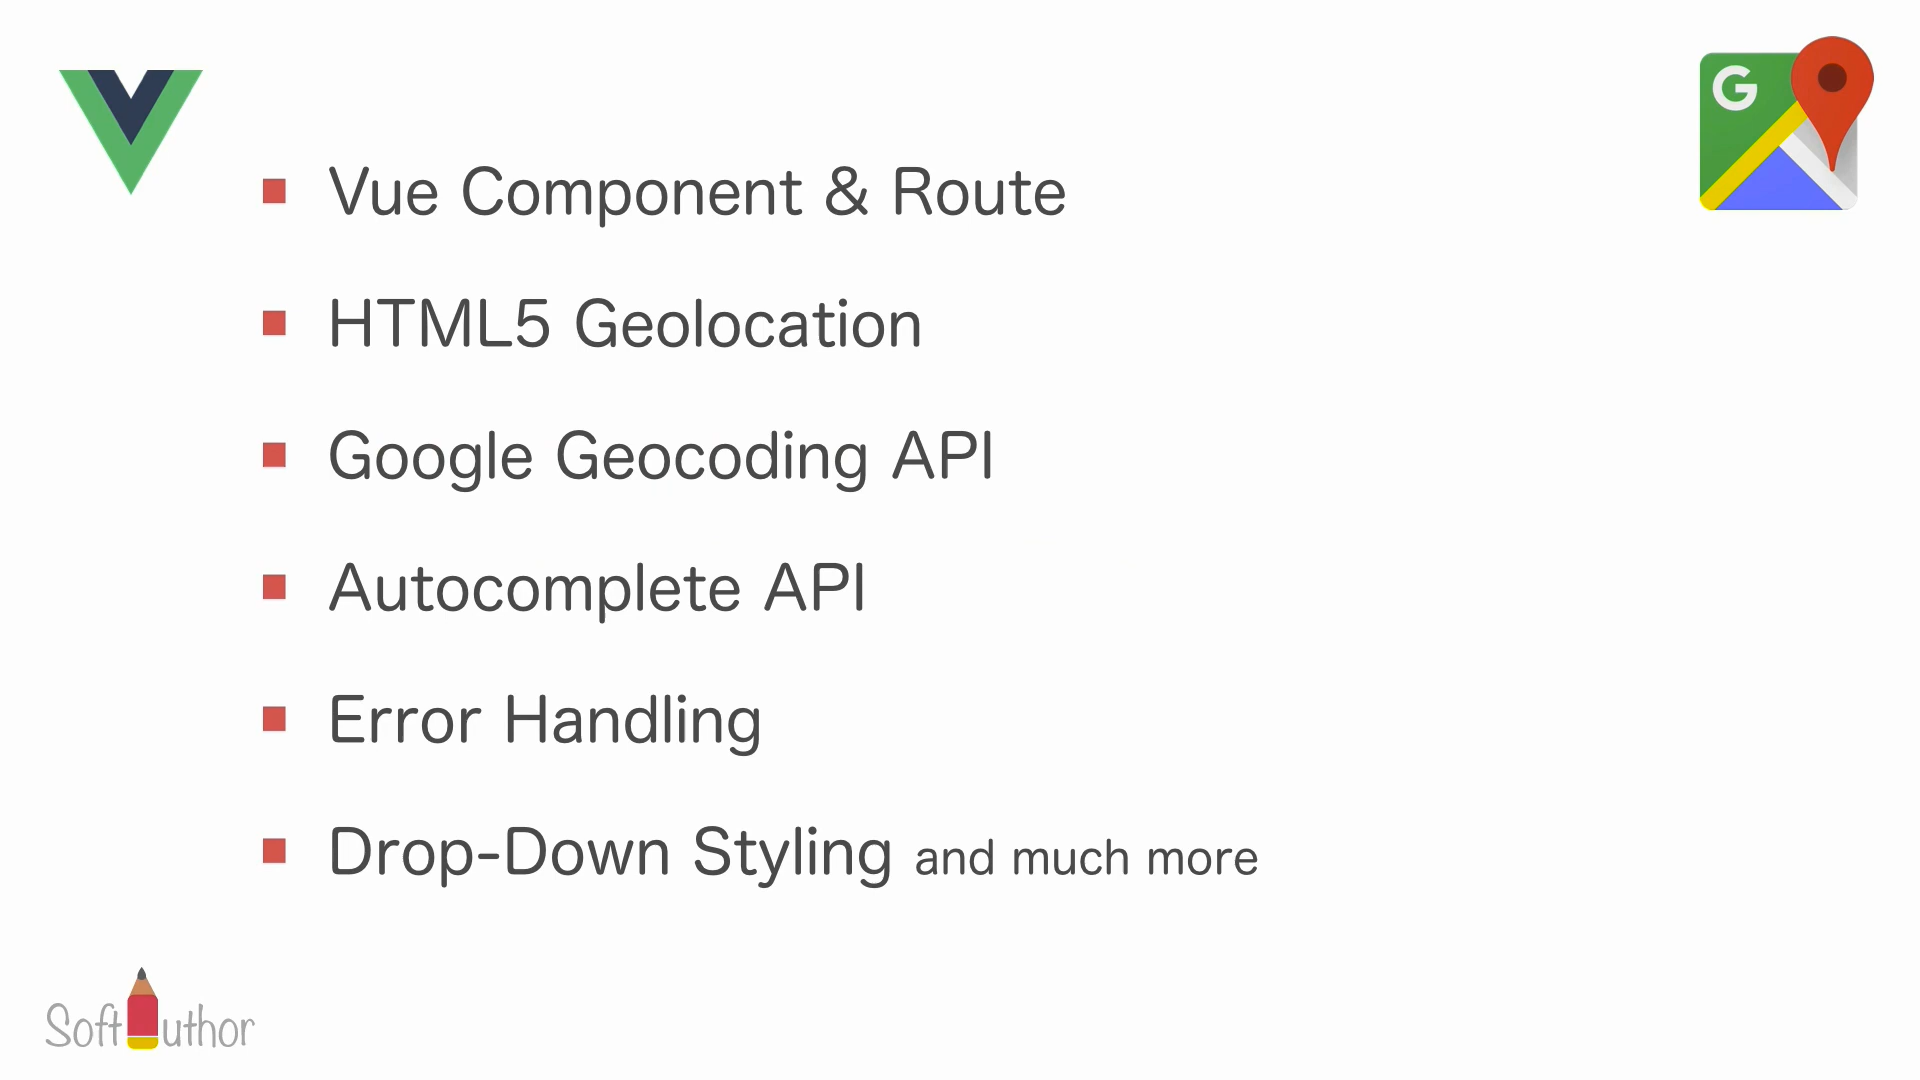 G
Vue Component & Route
HTML5 Geolocation
Google Geocoding API
Autocomplete API
Error Handling
Drop-Down Styling and much more
Soft uthor